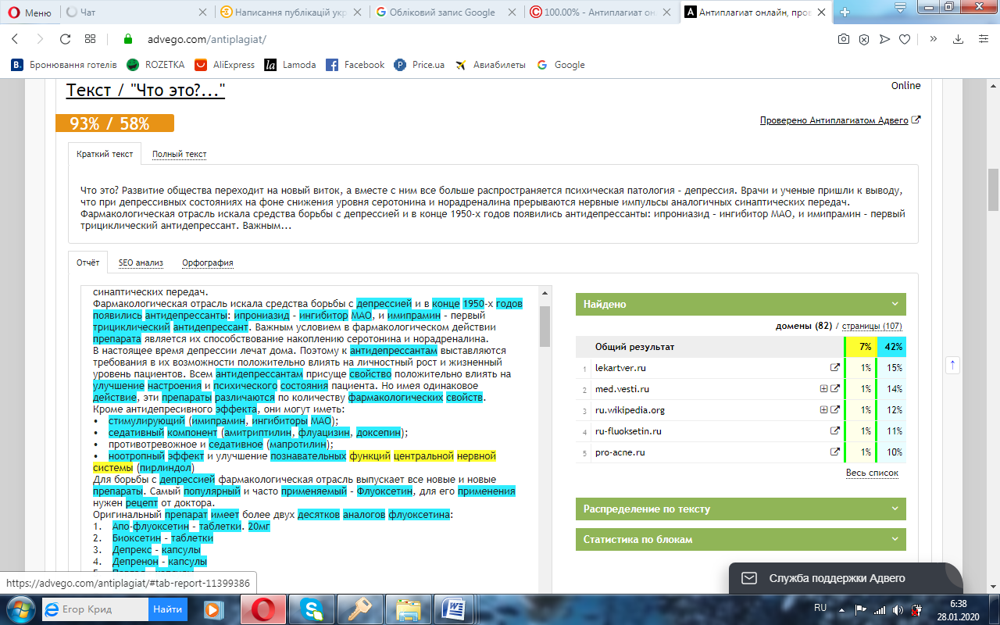 Меню
Чат
Написання публікацій укр
Обліковий запис Google
100.00% - Антиплагиат он
Антиплагиат онлайн, пров
advego.com/antiplagiat/
Бронювання готелів
ROZETKA
AliExpress
Lamoda
Facebook
Price.ua
Авиабилеты
Google
Текст / "Что это?..."
Online
93% / 58%
Проверено Антиплагиатом Адвего
Краткий текст
Полный текст
Что это? Развитие общества переходит на новый виток, а вместе с ним все больше распространяется психическая патология - депрессия. Врачи и ученые пришли к выводу,
что при депрессивных состояниях на фоне снижения уровня серотонина и норадреналина прерываются нервные импульсы аналогичных синаптических передач.
Фармакологическая отрасль искала средства борьбы с депрессией и в конце 1950-х годов появились антидепрессанты: ипрониазид - ингибитор МАО, и имипрамин - первый
трициклический антидепрессант. Важным...
Отчёт
SEO анализ
Орфография
синаптических передач.
Фармакологическая отрасль искала средства борьбы с депрессией и в конце 1950-х годов
появились антидепрессанты: ипрониазид - ингибитор МАО, и имипрамин - первый
трициклический антидепрессант. Важным условием в фармакологическом действии
препарата является их способствование накоплению серотонина и норадреналина.
В настоящее время депрессии лечат дома. Поэтому к антидепрессантам выставляются
требования в их возможности положительно влиять на личностный рост и жизненный
уровень пациентов. Всем антидепрессантам присуще свойство положительно влиять на
улучшение настроения и психического состояния пациента. Но имея одинаковое
действие, эти препараты различаются по количеству фармакологических свойств.
Кроме антидепресивного эффекта, они могут иметь:
• стимулирующий (имипрамин, ингибиторы МАО);
• седативный компонент (амитриптилин, флуацизин, доксепин);
• противотревожное и седативное (мапротилин);
• ноотропный эффект и улучшение познавательных функций центральной нервной
системы (пирлиндол)
Для борьбы с депрессией фармакологическая отрасль выпускает все новые и новые
препараты. Самый популярный и часто применяемый - Флуоксетин, для его применения
нужен рецепт от доктора.
Оригинальный препарат имеет более двух десятков аналогов флуоксетина:
1. Апо-флуоксетин - таблетки. 20мг
2. Биоксетин - таблетки
3. Депрекс - капсулы
4. Депренон - капсулы
Найдено
домены (82) / страницы (107)
Общий результат 7% 42%
1 lekartver.ru 1% 15%
2 med.vesti.ru 1% 14%
3 ru.wikipedia.org 1% 12%
4 ru-fluoksetin.ru 1% 11%
5 pro-acne.ru 1% 10%
Весь список
Распределение по тексту
Статистика по блокам
Служба поддержки Адвего
https://advego.com/antiplagiat/#tab-report-11399386
Егор Крид
Найти
RU
6:38
28.01.2020